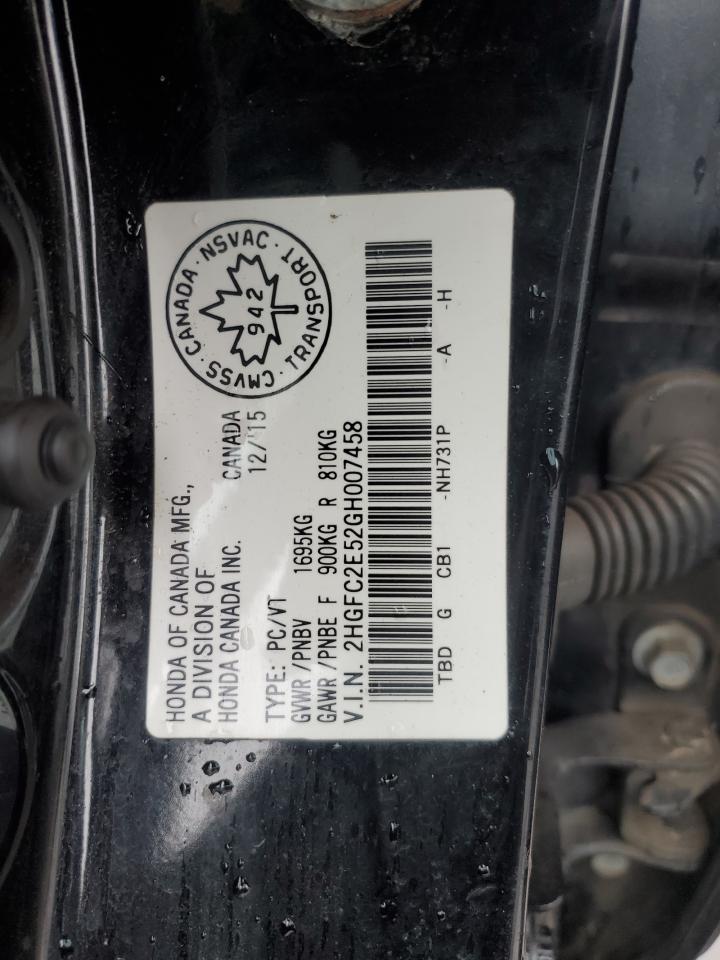 HONDA OF CANADA MFG.,
A DIVISION OF
HONDA CANADA INC.
CANADA
12/'15
CMVSS · CANADA · NSVAC · TRANSPORT ·
942
TYPE: PC/VT
GVWR /PNBV 1695KG
GAWR /PNBE F 900KG R 810KG
V.I.N. 2HGFC2E52GH007458
TBD G CB1 -NH731P -A -H